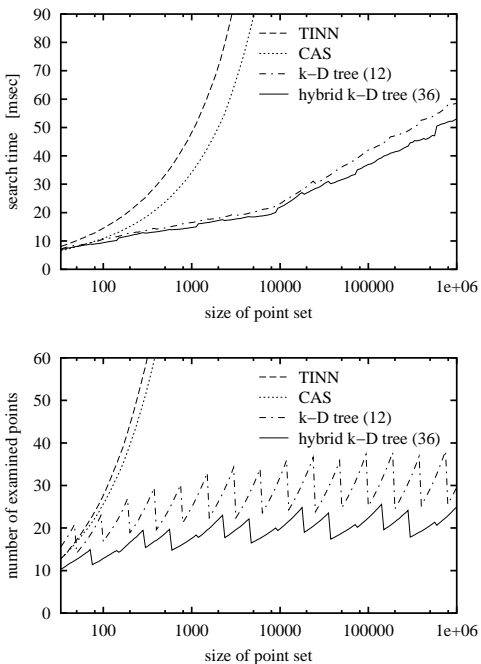 90
80
70
60
50
40
30
20
10
0
search time [msec]
TINN
CAS
k−D tree (12)
hybrid k−D tree (36)
100 1000 10000 100000 1e+06
size of point set
60
50
40
30
20
10
0
number of examined points
TINN
CAS
k−D tree (12)
hybrid k−D tree (36)
100 1000 10000 100000 1e+06
size of point set